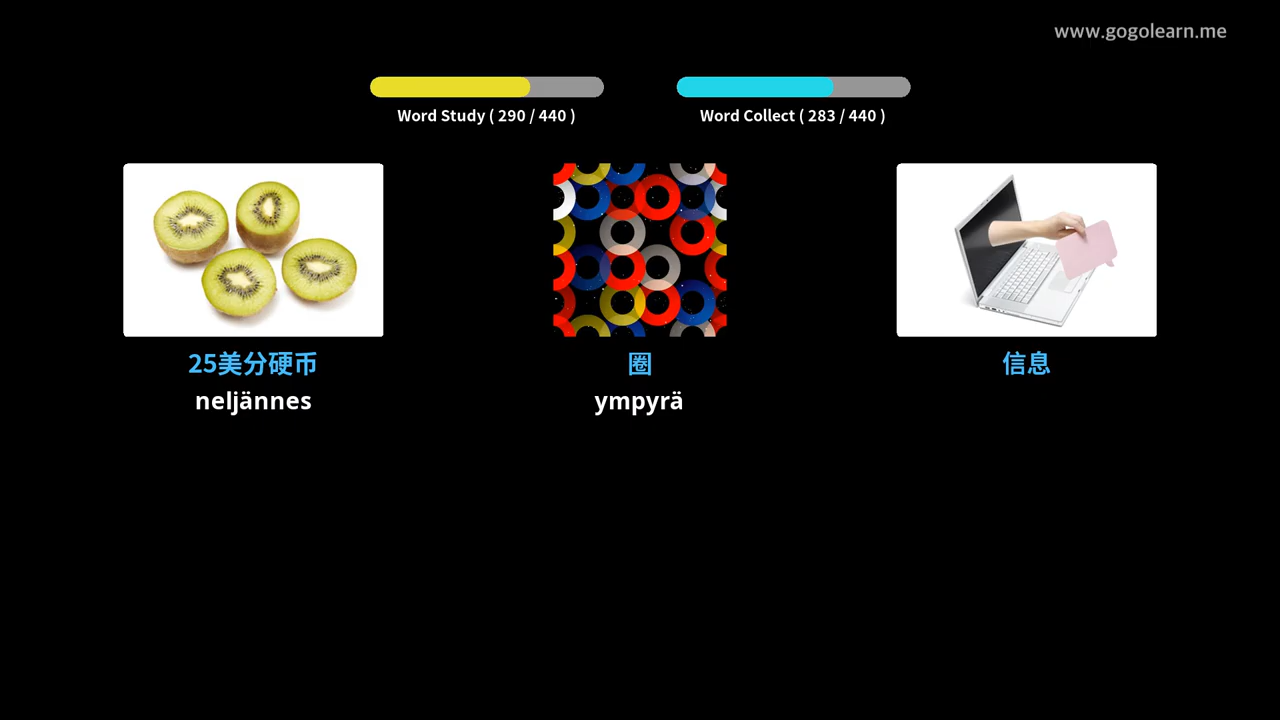 www.gogolearn.me
Word Study ( 290 / 440 )
Word Collect ( 283 / 440 )
25美分硬币
圈
信息
neljännes
ympyrä